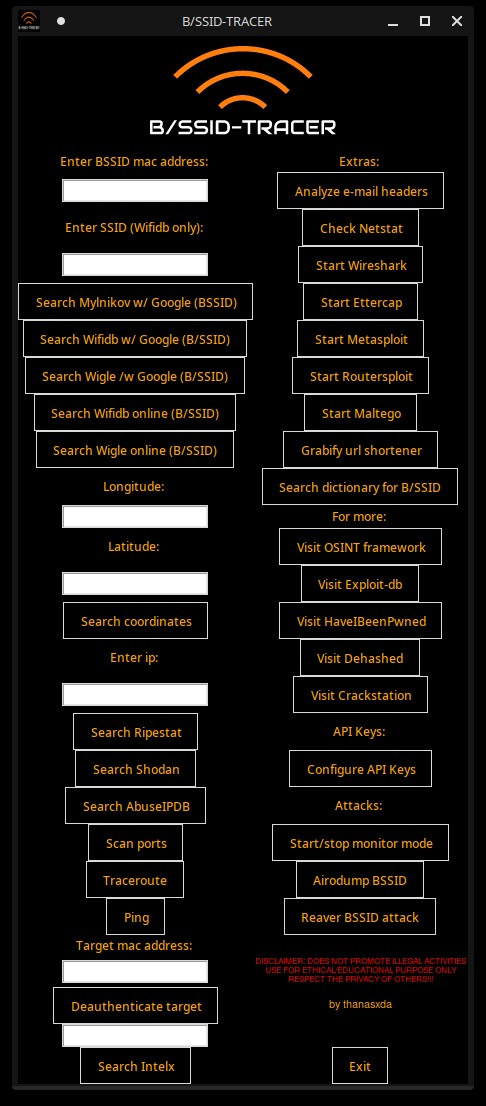 B/SSID-TRACER
B/SSID-TRACER
Enter BSSID mac address:
Enter SSID (Wifidb only):
Search Mylnikov w/ Google (BSSID)
Search Wifidb w/ Google (B/SSID)
Search Wigle /w Google (B/SSID)
Search Wifidb online (B/SSID)
Search Wigle online (B/SSID)
Longitude:
Latitude:
Search coordinates
Enter ip:
Search Ripestat
Search Shodan
Search AbuseIPDB
Scan ports
Traceroute
Ping
Target mac address:
Deauthenticate target
Search Intelx
Extras:
Analyze e-mail headers
Check Netstat
Start Wireshark
Start Ettercap
Start Metasploit
Start Routersploit
Start Maltego
Grabify url shortener
Search dictionary for B/SSID
For more:
Visit OSINT framework
Visit Exploit-db
Visit HaveIBeenPwned
Visit Dehashed
Visit Crackstation
API Keys:
Configure API Keys
Attacks:
Start/stop monitor mode
Airodump BSSID
Reaver BSSID attack
DISCLAIMER: DOES NOT PROMOTE ILLEGAL ACTIVITIES
USE FOR ETHICAL/EDUCATIONAL PURPOSE ONLY
RESPECT THE PRIVACY OF OTHERS!!!
by thanasxda
Exit